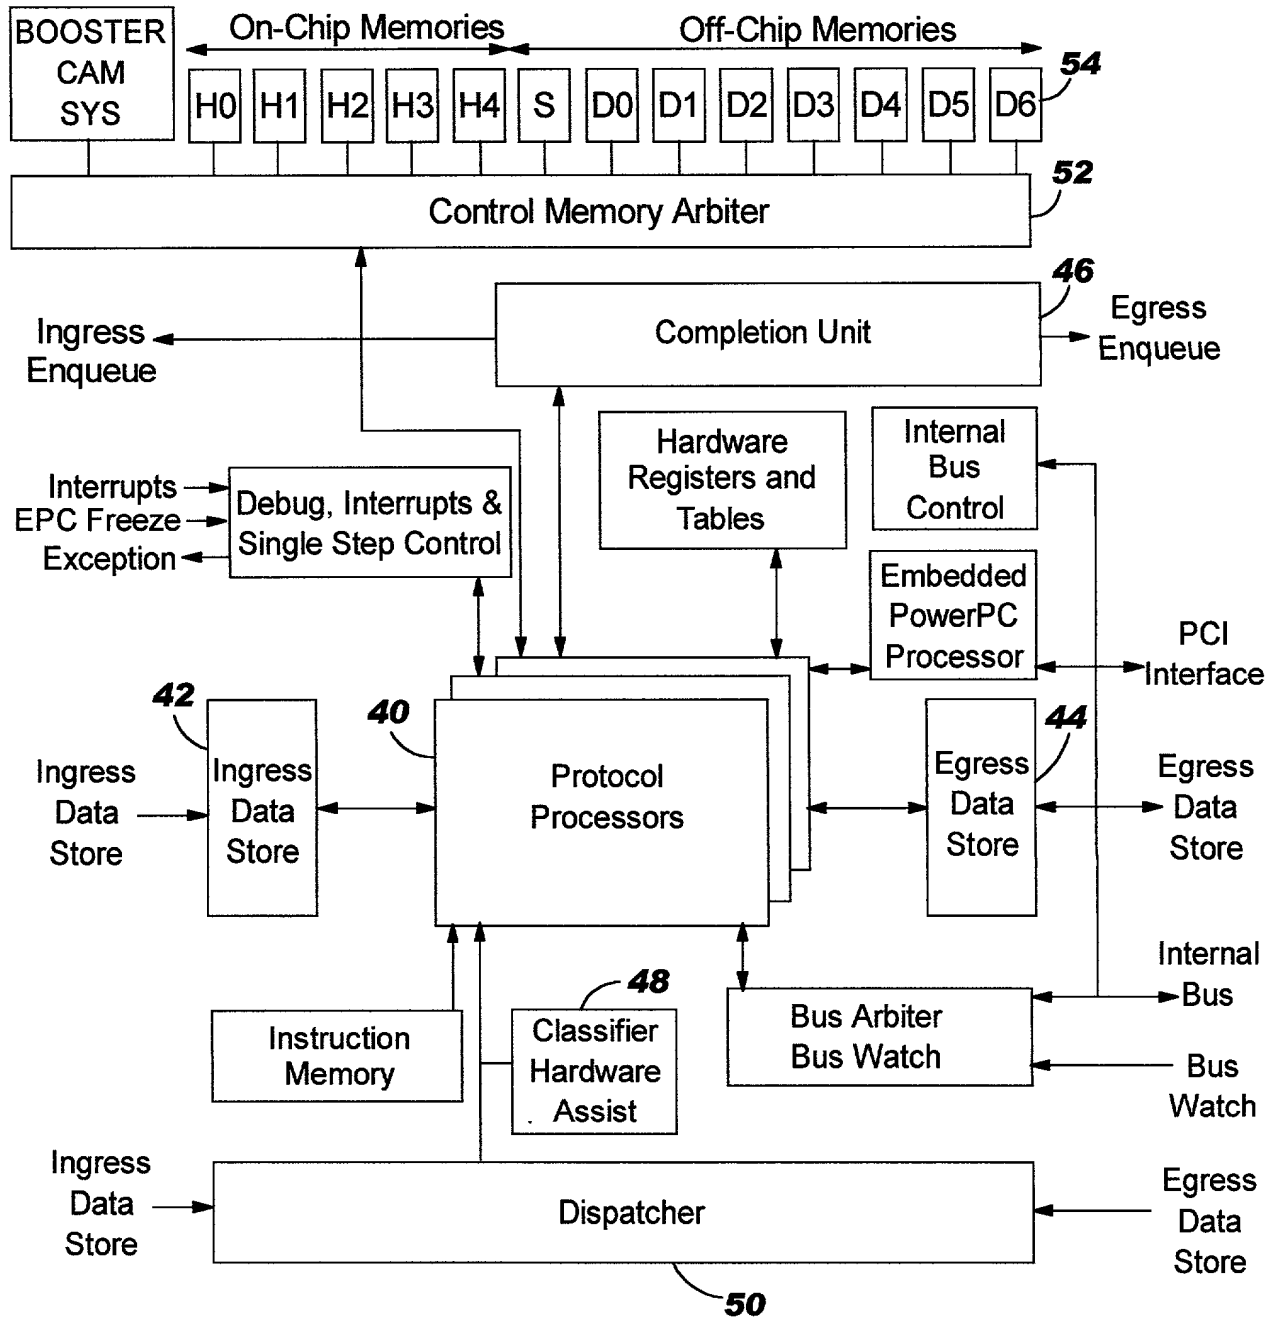 BOOSTER
CAM
SYS
On-Chip Memories
Off-Chip Memories
H0 H1 H2 H3 H4 S D0 D1 D2 D3 D4 D5 D6
54
52
Control Memory Arbiter
46
Completion Unit
Ingress
Enqueue
Egress
Enqueue
Hardware
Registers and
Tables
Internal
Bus
Control
Interrupts
EPC Freeze
Exception
Debug, Interrupts &
Single Step Control
Embedded
PowerPC
Processor
PCI
Interface
42
40
44
Ingress
Data
Store
Ingress
Data
Store
Protocol
Processors
Egress
Data
Store
Egress
Data
Store
Internal
Bus
48
Instruction
Memory
Classifier
Hardware
Assist
Bus Arbiter
Bus Watch
Bus
Watch
Ingress
Data
Store
Dispatcher
Egress
Data
Store
50